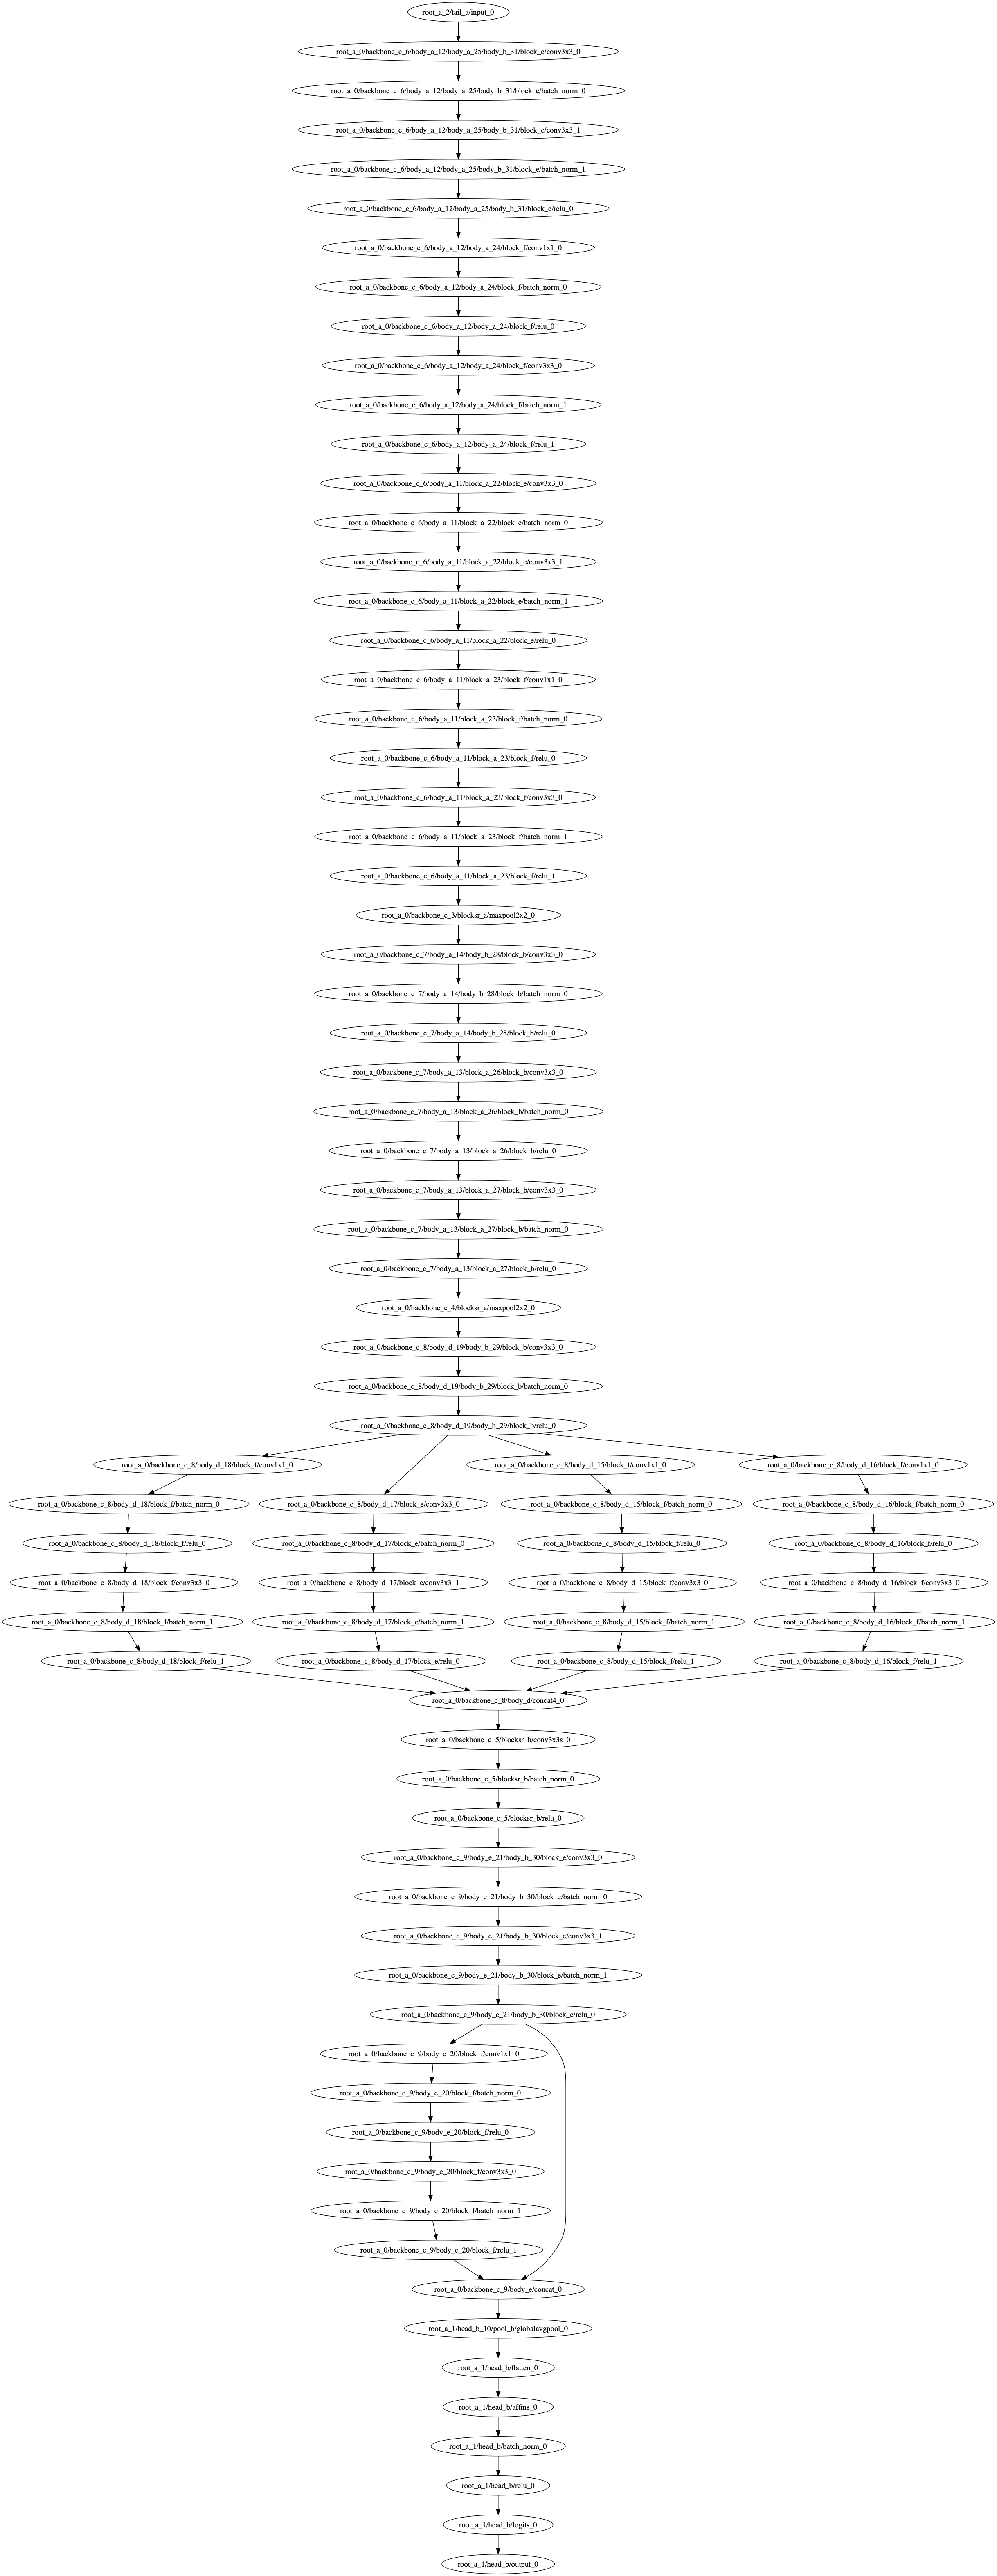 root_a_2/tail_a/input_0
root_a_0/backbone_c_6/body_a_12/body_a_25/body_b_31/block_e/conv3x3_0
root_a_0/backbone_c_6/body_a_12/body_a_25/body_b_31/block_e/batch_norm_0
root_a_0/backbone_c_6/body_a_12/body_a_25/body_b_31/block_e/conv3x3_1
root_a_0/backbone_c_6/body_a_12/body_a_25/body_b_31/block_e/batch_norm_1
root_a_0/backbone_c_6/body_a_12/body_a_25/body_b_31/block_e/relu_0
root_a_0/backbone_c_6/body_a_12/body_a_24/block_f/conv1x1_0
root_a_0/backbone_c_6/body_a_12/body_a_24/block_f/batch_norm_0
root_a_0/backbone_c_6/body_a_12/body_a_24/block_f/relu_0
root_a_0/backbone_c_6/body_a_12/body_a_24/block_f/conv3x3_0
root_a_0/backbone_c_6/body_a_12/body_a_24/block_f/batch_norm_1
root_a_0/backbone_c_6/body_a_12/body_a_24/block_f/relu_1
root_a_0/backbone_c_6/body_a_11/block_a_22/block_e/conv3x3_0
root_a_0/backbone_c_6/body_a_11/block_a_22/block_e/batch_norm_0
root_a_0/backbone_c_6/body_a_11/block_a_22/block_e/conv3x3_1
root_a_0/backbone_c_6/body_a_11/block_a_22/block_e/batch_norm_1
root_a_0/backbone_c_6/body_a_11/block_a_22/block_e/relu_0
root_a_0/backbone_c_6/body_a_11/block_a_23/block_f/conv1x1_0
root_a_0/backbone_c_6/body_a_11/block_a_23/block_f/batch_norm_0
root_a_0/backbone_c_6/body_a_11/block_a_23/block_f/relu_0
root_a_0/backbone_c_6/body_a_11/block_a_23/block_f/conv3x3_0
root_a_0/backbone_c_6/body_a_11/block_a_23/block_f/batch_norm_1
root_a_0/backbone_c_6/body_a_11/block_a_23/block_f/relu_1
root_a_0/backbone_c_3/blocksr_a/maxpool2x2_0
root_a_0/backbone_c_7/body_a_14/body_b_28/block_b/conv3x3_0
root_a_0/backbone_c_7/body_a_14/body_b_28/block_b/batch_norm_0
root_a_0/backbone_c_7/body_a_14/body_b_28/block_b/relu_0
root_a_0/backbone_c_7/body_a_13/block_a_26/block_b/conv3x3_0
root_a_0/backbone_c_7/body_a_13/block_a_26/block_b/batch_norm_0
root_a_0/backbone_c_7/body_a_13/block_a_26/block_b/relu_0
root_a_0/backbone_c_7/body_a_13/block_a_27/block_b/conv3x3_0
root_a_0/backbone_c_7/body_a_13/block_a_27/block_b/batch_norm_0
root_a_0/backbone_c_7/body_a_13/block_a_27/block_b/relu_0
root_a_0/backbone_c_4/blocksr_a/maxpool2x2_0
root_a_0/backbone_c_8/body_d_19/body_b_29/block_b/conv3x3_0
root_a_0/backbone_c_8/body_d_19/body_b_29/block_b/batch_norm_0
root_a_0/backbone_c_8/body_d_19/body_b_29/block_b/relu_0
root_a_0/backbone_c_8/body_d_18/block_f/conv1x1_0
root_a_0/backbone_c_8/body_d_15/block_f/conv1x1_0
root_a_0/backbone_c_8/body_d_16/block_f/conv1x1_0
root_a_0/backbone_c_8/body_d_18/block_f/batch_norm_0
root_a_0/backbone_c_8/body_d_17/block_e/conv3x3_0
root_a_0/backbone_c_8/body_d_15/block_f/batch_norm_0
root_a_0/backbone_c_8/body_d_16/block_f/batch_norm_0
root_a_0/backbone_c_8/body_d_18/block_f/relu_0
root_a_0/backbone_c_8/body_d_17/block_e/batch_norm_0
root_a_0/backbone_c_8/body_d_15/block_f/relu_0
root_a_0/backbone_c_8/body_d_16/block_f/relu_0
root_a_0/backbone_c_8/body_d_18/block_f/conv3x3_0
root_a_0/backbone_c_8/body_d_17/block_e/conv3x3_1
root_a_0/backbone_c_8/body_d_15/block_f/conv3x3_0
root_a_0/backbone_c_8/body_d_16/block_f/conv3x3_0
root_a_0/backbone_c_8/body_d_18/block_f/batch_norm_1
root_a_0/backbone_c_8/body_d_17/block_e/batch_norm_1
root_a_0/backbone_c_8/body_d_15/block_f/batch_norm_1
root_a_0/backbone_c_8/body_d_16/block_f/batch_norm_1
root_a_0/backbone_c_8/body_d_18/block_f/relu_1
root_a_0/backbone_c_8/body_d_17/block_e/relu_0
root_a_0/backbone_c_8/body_d_15/block_f/relu_1
root_a_0/backbone_c_8/body_d_16/block_f/relu_1
root_a_0/backbone_c_8/body_d/concat4_0
root_a_0/backbone_c_5/blocksr_b/conv3x3s_0
root_a_0/backbone_c_5/blocksr_b/batch_norm_0
root_a_0/backbone_c_5/blocksr_b/relu_0
root_a_0/backbone_c_9/body_e_21/body_b_30/block_e/conv3x3_0
root_a_0/backbone_c_9/body_e_21/body_b_30/block_e/batch_norm_0
root_a_0/backbone_c_9/body_e_21/body_b_30/block_e/conv3x3_1
root_a_0/backbone_c_9/body_e_21/body_b_30/block_e/batch_norm_1
root_a_0/backbone_c_9/body_e_21/body_b_30/block_e/relu_0
root_a_0/backbone_c_9/body_e_20/block_f/conv1x1_0
root_a_0/backbone_c_9/body_e_20/block_f/batch_norm_0
root_a_0/backbone_c_9/body_e_20/block_f/relu_0
root_a_0/backbone_c_9/body_e_20/block_f/conv3x3_0
root_a_0/backbone_c_9/body_e_20/block_f/batch_norm_1
root_a_0/backbone_c_9/body_e_20/block_f/relu_1
root_a_0/backbone_c_9/body_e/concat_0
root_a_1/head_b_10/pool_b/globalavgpool_0
root_a_1/head_b/flatten_0
root_a_1/head_b/affine_0
root_a_1/head_b/batch_norm_0
root_a_1/head_b/relu_0
root_a_1/head_b/logits_0
root_a_1/head_b/output_0